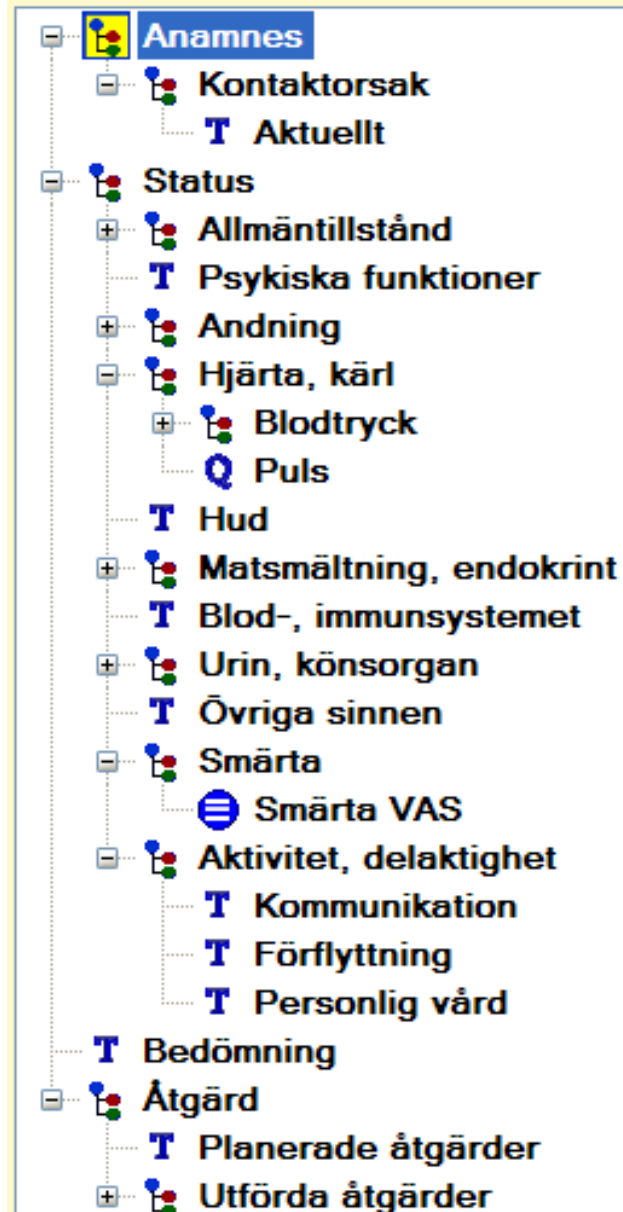 Anamnes
Kontaktorsak
T Aktuellt
Status
Allmäntillstånd
T Psykiska funktioner
Andning
Hjärta, kärl
Blodtryck
Q Puls
T Hud
Matsmältning, endokrint
T Blod-, immunsystemet
Urin, könsorgan
T Övriga sinnen
Smärta
Smärta VAS
Aktivitet, delaktighet
T Kommunikation
T Förflyttning
T Personlig vård
T Bedömning
Åtgärd
T Planerade åtgärder
Utförda åtgärder